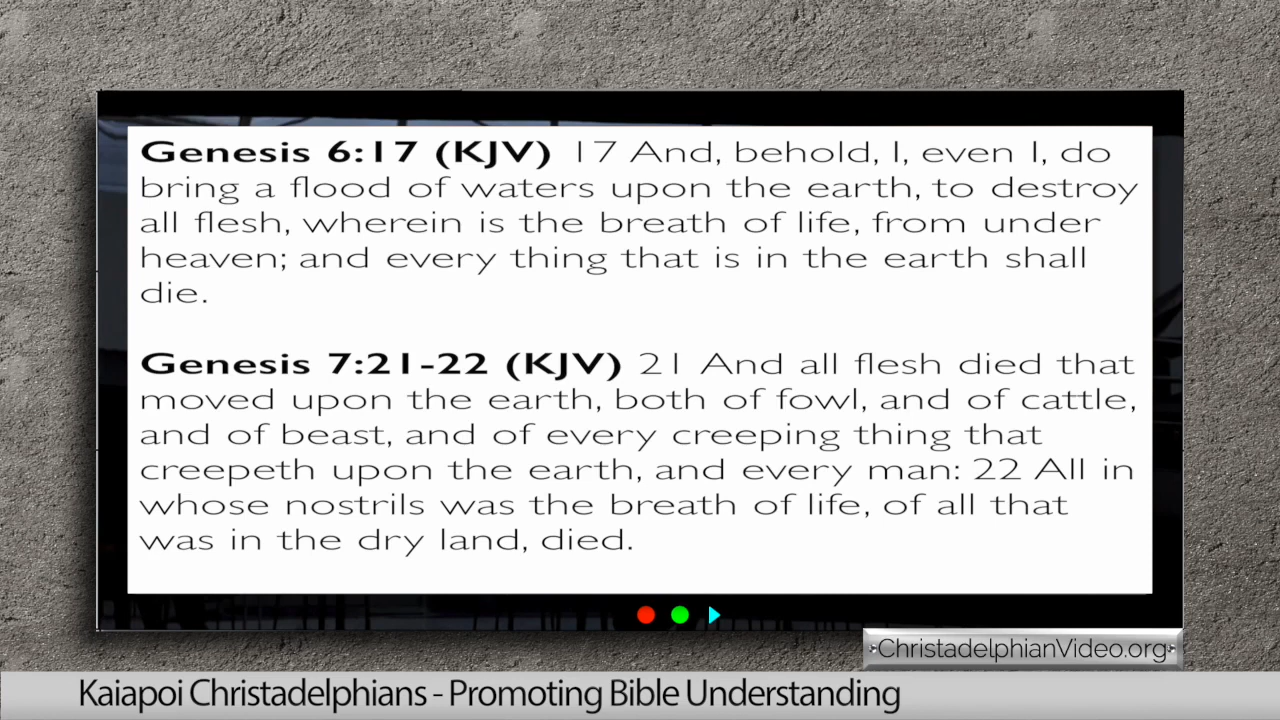 Genesis 6:17 (KJV) 17 And, behold, I, even I, do
bring a flood of waters upon the earth, to destroy
all flesh, wherein is the breath of life, from under
heaven; and every thing that is in the earth shall
die.
Genesis 7:21-22 (KJV) 21 And all flesh died that
moved upon the earth, both of fowl, and of cattle,
and of beast, and of every creeping thing that
creepeth upon the earth, and every man: 22 All in
whose nostrils was the breath of life, of all that
was in the dry land, died.
ChristadelphianVideo.org
Kaiapoi Christadelphians - Promoting Bible Understanding